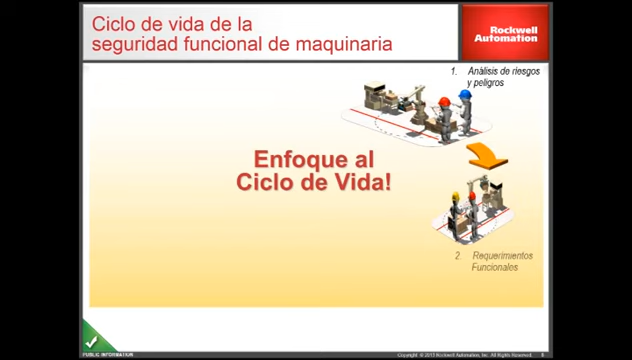 Ciclo de vida de la
seguridad funcional de maquinaria
Rockwell
Automation
1. Análisis de riesgos
y peligros
Enfoque al
Ciclo de Vida!
2. Requerimientos
Funcionales
PUBLIC INFORMATION
Copyright © 2013 Rockwell Automation, Inc. All Rights Reserved. 8